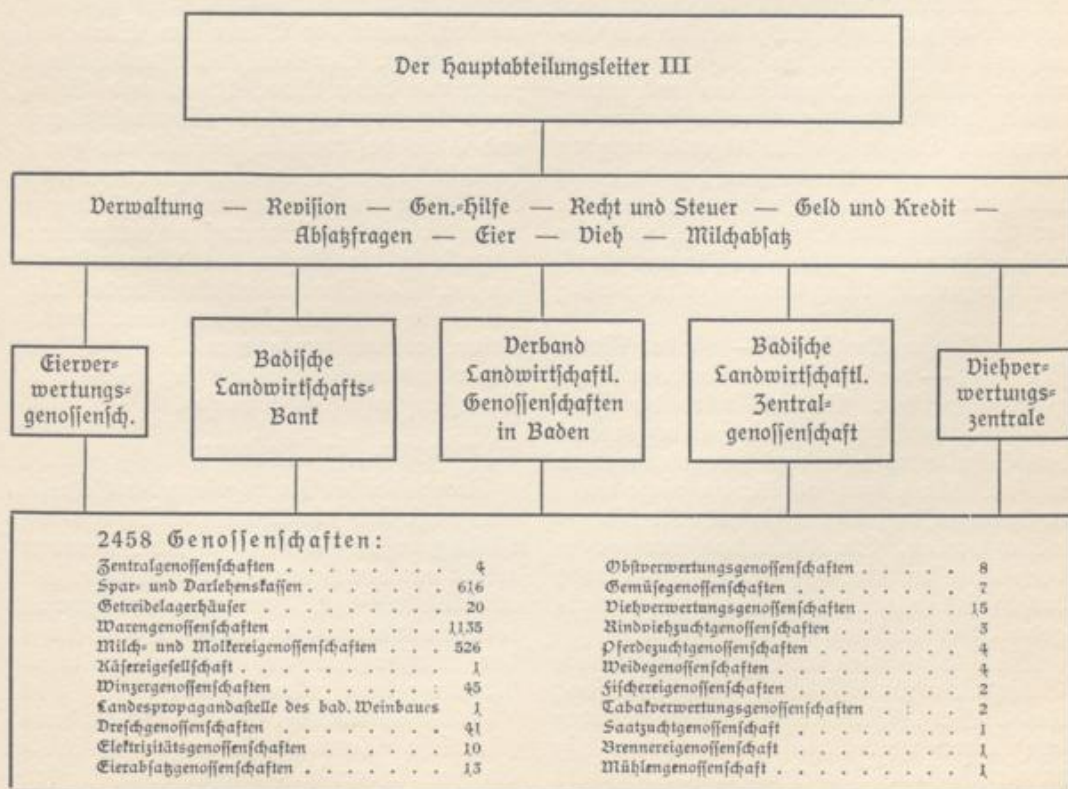 Der Hauptabteilungsleiter III
Verwaltung — Revision — Gen.-Hilfe — Recht und Steuer — Geld und Kredit —
Absatzfragen — Eier — Vieh — Milchabsatz
Eierver-
wertungs-
genossensch.
Badische
Landwirtschafts-
Bank
Verband
Landwirtschaftl.
Genossenschaften
in Baden
Badische
Landwirtschaftl.
Zentral-
genossenschaft
Viehver-
wertungs-
zentrale
2458 Genossenschaften:
Zentralgenossenschaften . . . . . . . . 4
Spar- und Darlehenskassen . . . . . . . . 616
Getreidelagerhäuser . . . . . . . . . 20
Warengenossenschaften . . . . . . . . 1135
Milch- und Molkereigenossenschaften . . . 526
Käsereigesellschaft . . . . . . . . . . 1
Winzergenossenschaften . . . . . . . . 45
Landespropagandastelle des bad. Weinbaues 1
Dreschgenossenschaften . . . . . . . . 41
Elektrizitätsgenossenschaften . . . . . . 10
Eierabsatzgenossenschaften . . . . . . . 13
Obstverwertungsgenossenschaften . . . . . 8
Gemüsegenossenschaften . . . . . . . . 7
Viehverwertungsgenossenschaften . . . . . 15
Rindviehzuchtgenossenschaften . . . . . . 3
Pferdezuchtgenossenschaften . . . . . . 4
Weidegenossenschaften . . . . . . . . 4
Fischereigenossenschaften . . . . . . . 2
Tabakverwertungsgenossenschaften . . . . 2
Saatzuchtgenossenschaft . . . . . . . . 1
Brennereigenossenschaft . . . . . . . . 1
Mühlengenossenschaft . . . . . . . . . 1